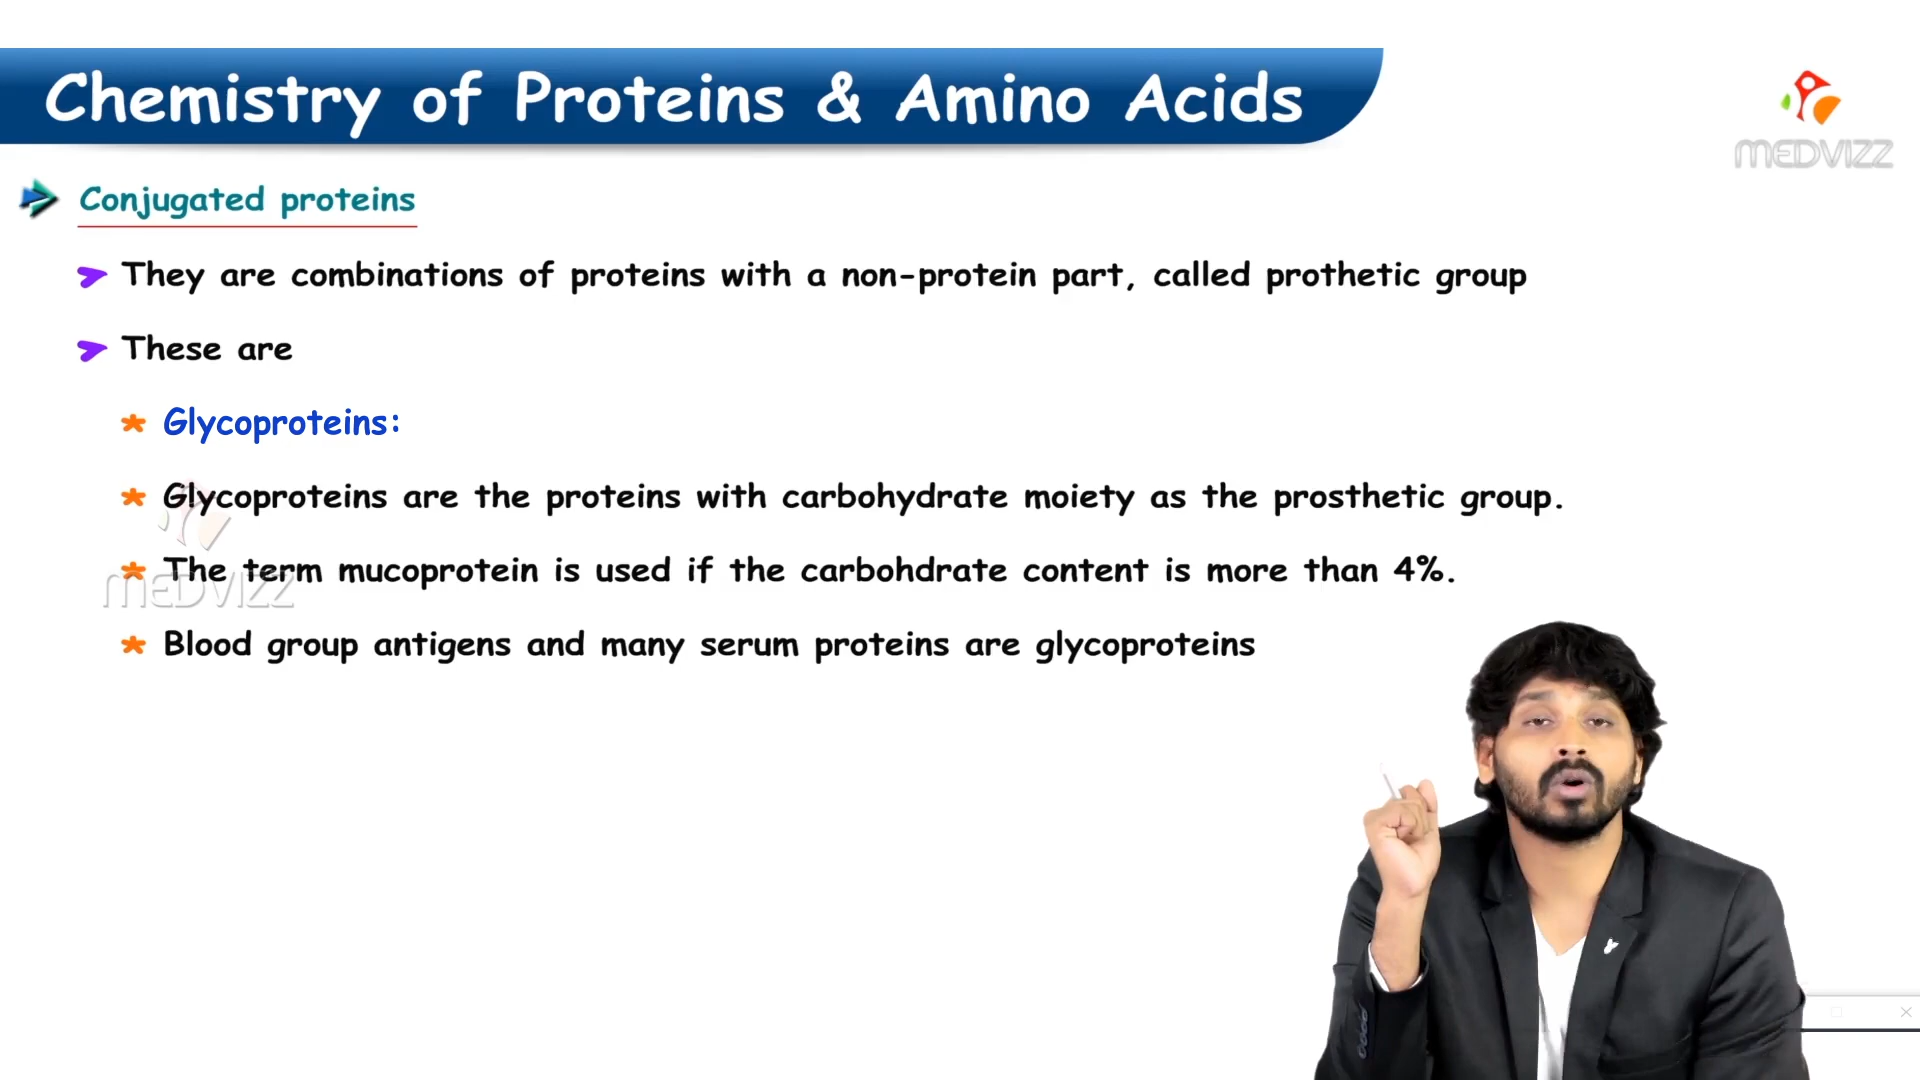 Chemistry of Proteins & Amino Acids
MEDVIZZ
Conjugated proteins
They are combinations of proteins with a non-protein part, called prothetic group
These are
Glycoproteins:
Glycoproteins are the proteins with carbohydrate moiety as the prosthetic group.
The term mucoprotein is used if the carbohdrate content is more than 4%.
MEDVIZZ
Blood group antigens and many serum proteins are glycoproteins